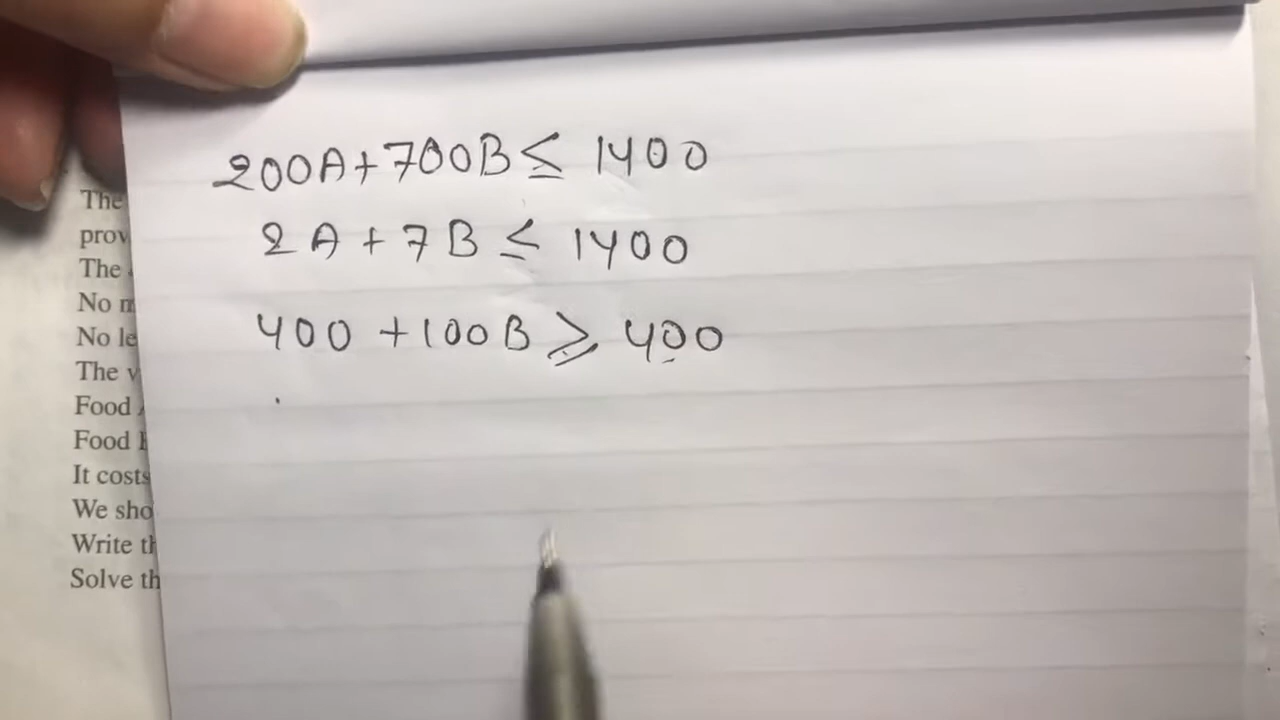 200A+700B ≤ 1400
2A + 7B ≤ 1400
400 +100B ≥ 400
The
prov
The
No m
No le
The v
Food
Food
It costs
We sho
Write th
Solve th